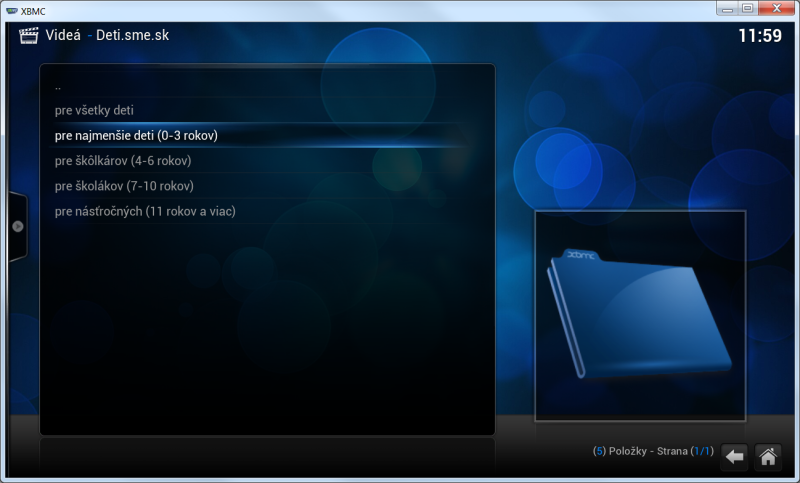 XBMC
Videá - Deti.sme.sk
11:59
..
pre všetky deti
pre najmenšie deti (0-3 rokov)
pre škôlkárov (4-6 rokov)
pre školákov (7-10 rokov)
pre násťročných (11 rokov a viac)
xbmc
(5) Položky - Strana (1/1)